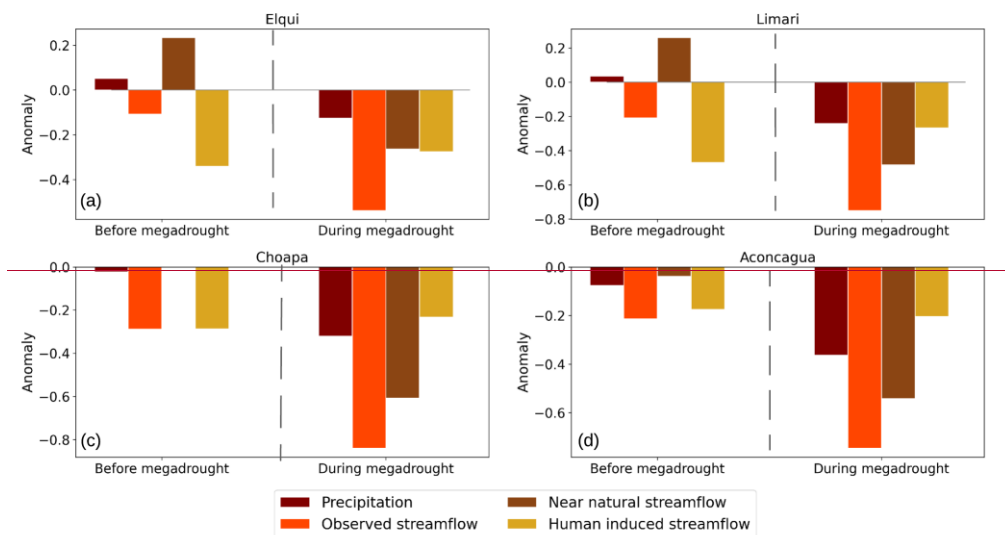 Elqui
Limari
0.2
0.0
−0.2
−0.4
Anomaly
(a)
Before megadrought
During megadrought
0.2
0.0
−0.2
−0.4
−0.6
−0.8
Anomaly
(b)
Before megadrought
During megadrought
Choapa
Aconcagua
0.0
−0.2
−0.4
−0.6
−0.8
Anomaly
(c)
Before megadrought
During megadrought
0.0
−0.2
−0.4
−0.6
Anomaly
(d)
Before megadrought
During megadrought
Precipitation
Near natural streamflow
Observed streamflow
Human induced streamflow